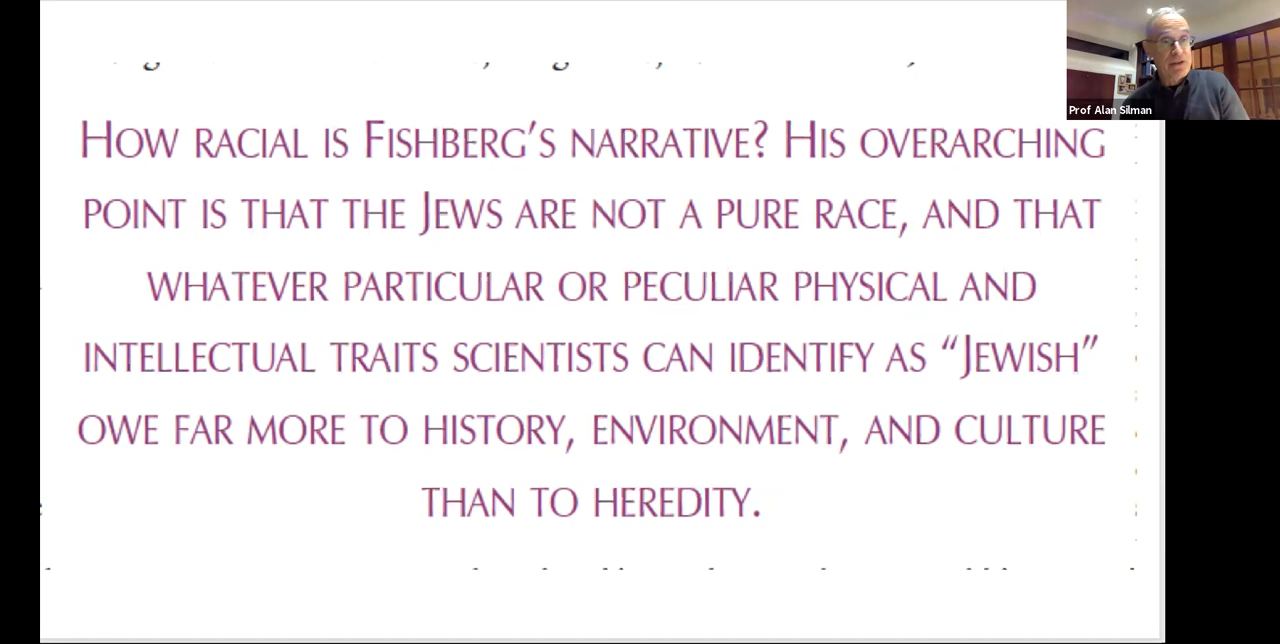 Prof Alan Silman
How racial is Fishberg’s narrative? His overarching
point is that the Jews are not a pure race, and that
whatever particular or peculiar physical and
intellectual traits scientists can identify as “Jewish”
owe far more to history, environment, and culture
than to heredity.